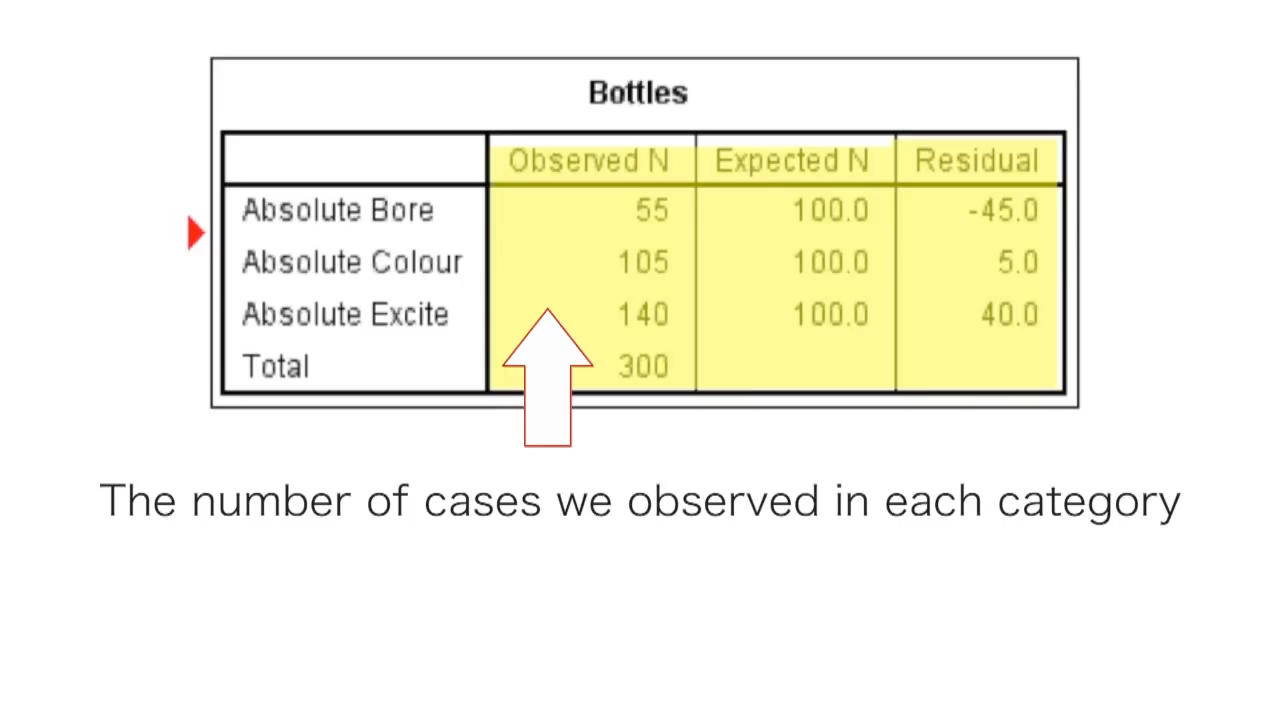 Bottles
Observed N Expected N Residual
Absolute Bore 55 100.0 -45.0
Absolute Colour 105 100.0 5.0
Absolute Excite 140 100.0 40.0
Total 300
The number of cases we observed in each category